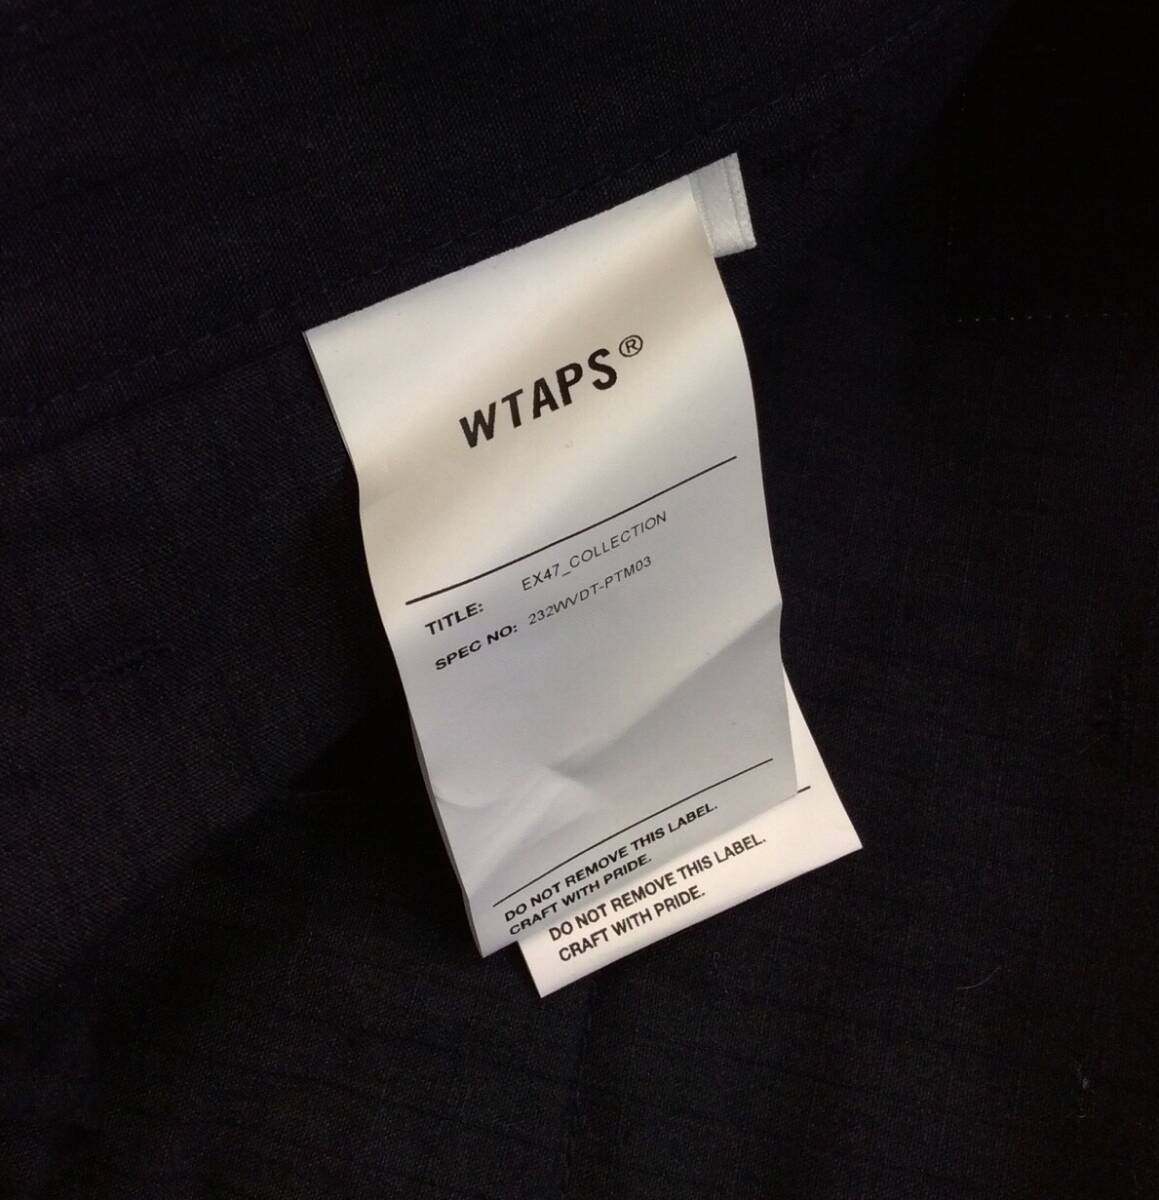 WTAPS®
TITLE: EX47_COLLECTION
SPEC NO: 232WVDT-PTM03
DO NOT REMOVE THIS LABEL.
CRAFT WITH PRIDE.
DO NOT REMOVE THIS LABEL.
CRAFT WITH PRIDE.